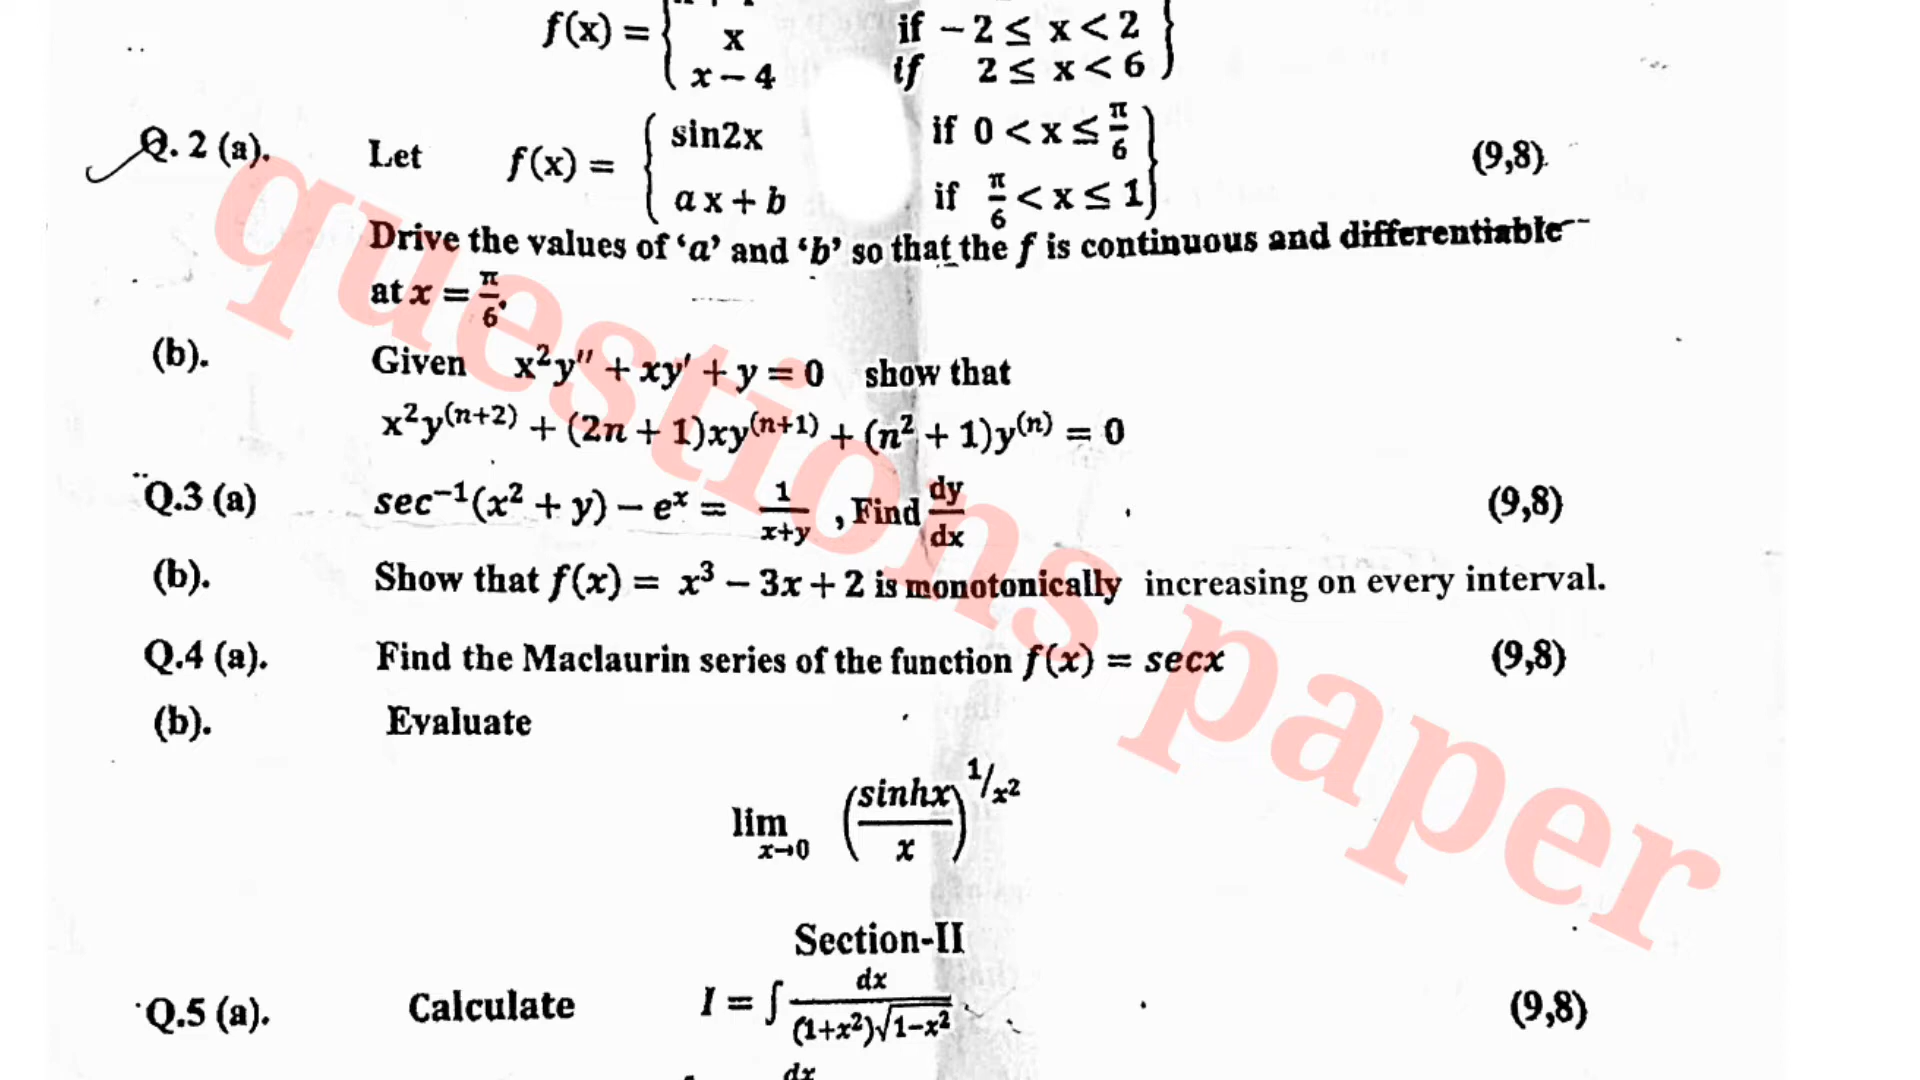 f(x) = { x if − 2 ≤ x < 2
x − 4 if 2 ≤ x < 6 }
Q. 2 (a). Let f(x) = { sin2x if 0 < x ≤ π/6 (9,8)
ax + b if π/6 < x ≤ 1 }
Drive the values of ‘a’ and ‘b’ so that the f is continuous and differentiable
at x = π/6.
(b). Given x²y″ + xy′ + y = 0 show that
x²y⁽ⁿ⁺²⁾ + (2n + 1)xy⁽ⁿ⁺¹⁾ + (n² + 1)y⁽ⁿ⁾ = 0
Q.3 (a) sec⁻¹(x² + y) − eˣ = 1/x+y , Find dy/dx (9,8)
(b). Show that f(x) = x³ − 3x + 2 is monotonically increasing on every interval.
Q.4 (a). Find the Maclaurin series of the function f(x) = secx (9,8)
(b). Evaluate
lim x→0 (sinhx/x)^1/x²
Section-II
Q.5 (a). Calculate I = ∫ dx/(1+x²)√1−x² (9,8)
dx
questions paper